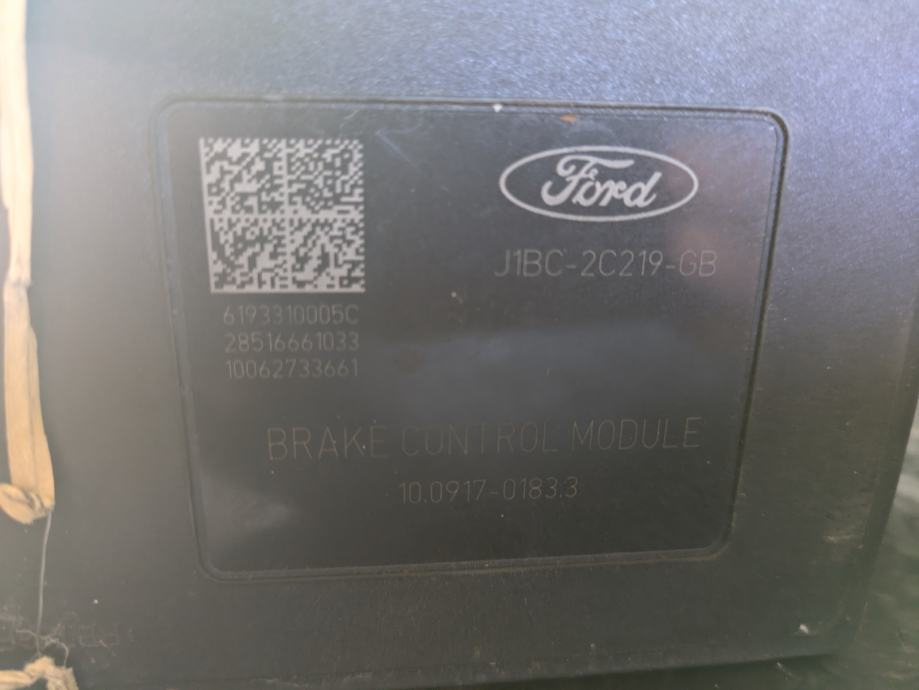 Ford
J1BC-2C219-GB
6193310005C
28516661033
10062733661
BRAKE CONTROL MODULE
10.0917-0183.3